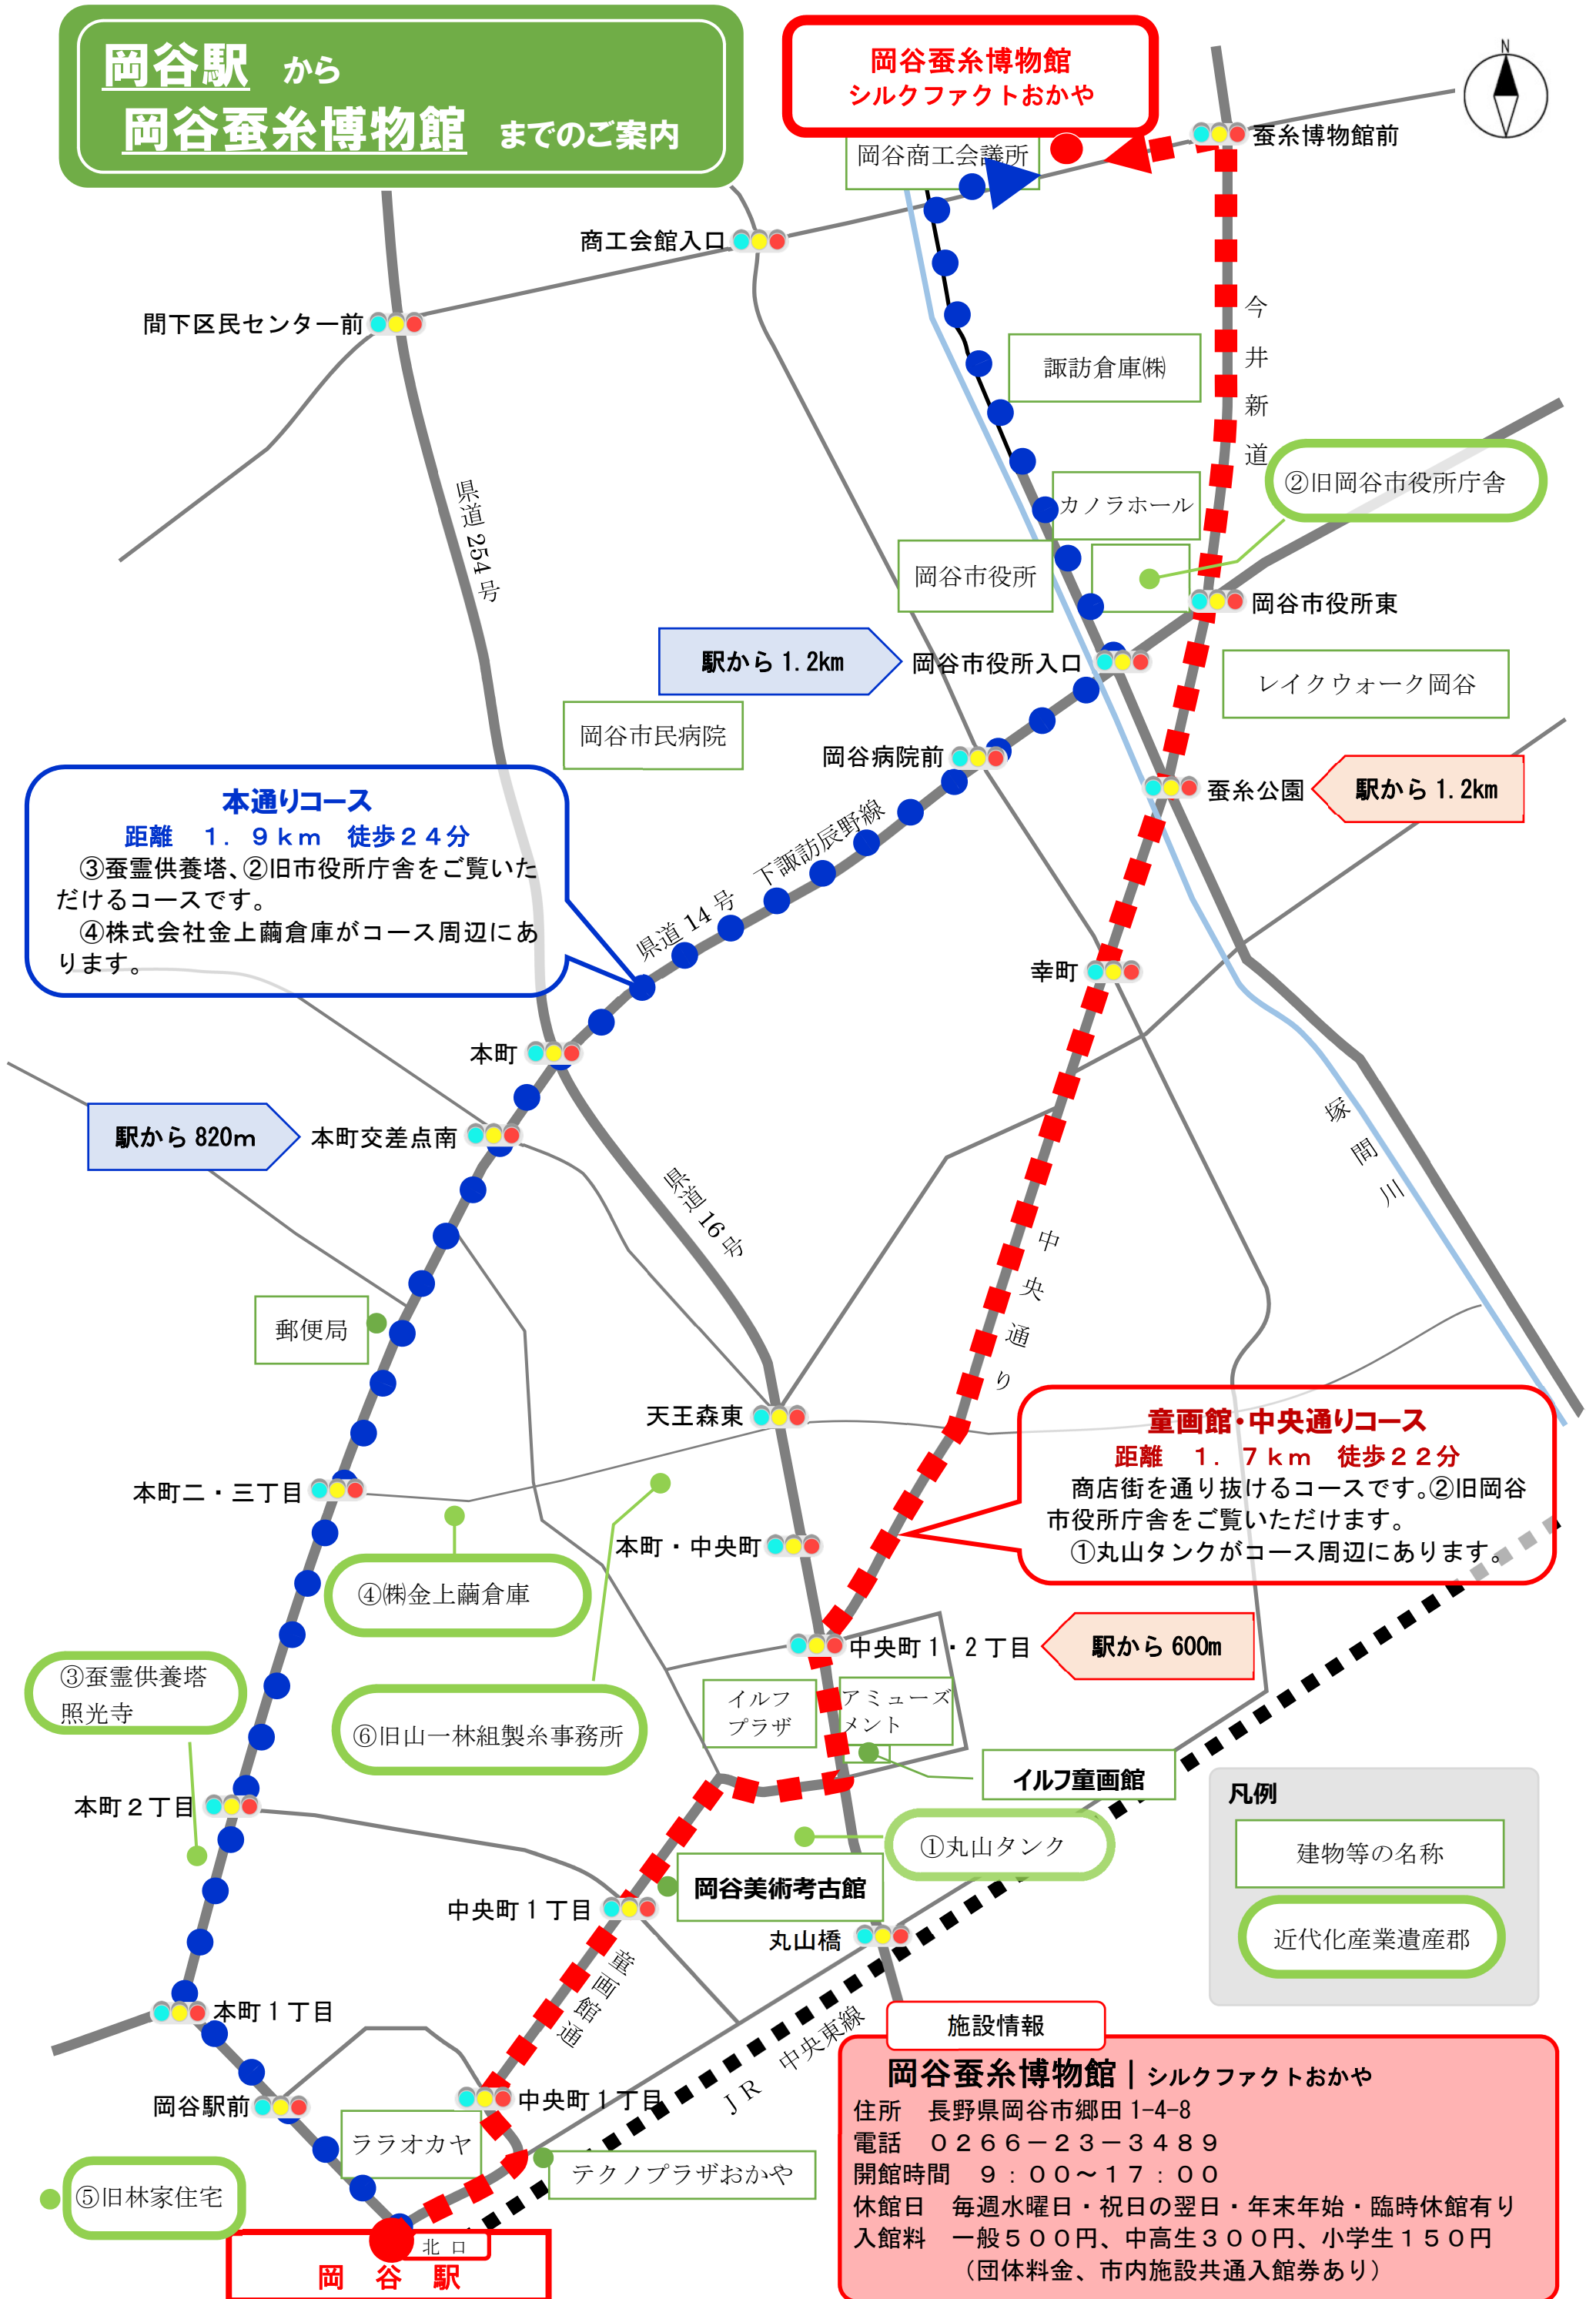 岡谷駅 から
岡谷蚕糸博物館 までのご案内
岡谷蚕糸博物館
シルクファクトおかや
N
蚕糸博物館前
岡谷商工会議所
商工会館入口
間下区民センター前
今井新道
諏訪倉庫㈱
県道254号
カノラホール
②旧岡谷市役所庁舎
岡谷市役所
岡谷市役所東
駅から1.2km
岡谷市役所入口
レイクウォーク岡谷
岡谷市民病院
岡谷病院前
蚕糸公園
駅から1.2km
本通りコース
距離 1.9km 徒歩24分
③蚕霊供養塔、②旧市役所庁舎をご覧いた
だけるコースです。
④株式会社金上繭倉庫がコース周辺にあ
ります。
県道14号 下諏訪辰野線
幸町
本町
駅から820m
本町交差点南
塚間川
県道16号
中央通り
郵便局
天王森東
童画館・中央通りコース
距離 1.7km 徒歩22分
商店街を通り抜けるコースです。②旧岡谷
市役所庁舎をご覧いただけます。
①丸山タンクがコース周辺にあります。
本町二・三丁目
本町・中央町
④㈱金上繭倉庫
中央町1・2丁目
駅から600m
③蚕霊供養塔
照光寺
イルフ
プラザ
アミューズ
メント
⑥旧山一林組製糸事務所
イルフ童画館
本町2丁目
凡例
建物等の名称
近代化産業遺産郡
①丸山タンク
岡谷美術考古館
中央町1丁目
丸山橋
童画館通
本町1丁目
JR 中央東線
岡谷駅前
中央町1丁目
ララオカヤ
テクノプラザおかや
⑤旧林家住宅
北口
岡谷駅
施設情報
岡谷蚕糸博物館|シルクファクトおかや
住所 長野県岡谷市郷田1-4-8
電話 0266-23-3489
開館時間 9:00～17:00
休館日 毎週水曜日・祝日の翌日・年末年始・臨時休館有り
入館料 一般500円、中高生300円、小学生150円
(団体料金、市内施設共通入館券あり)